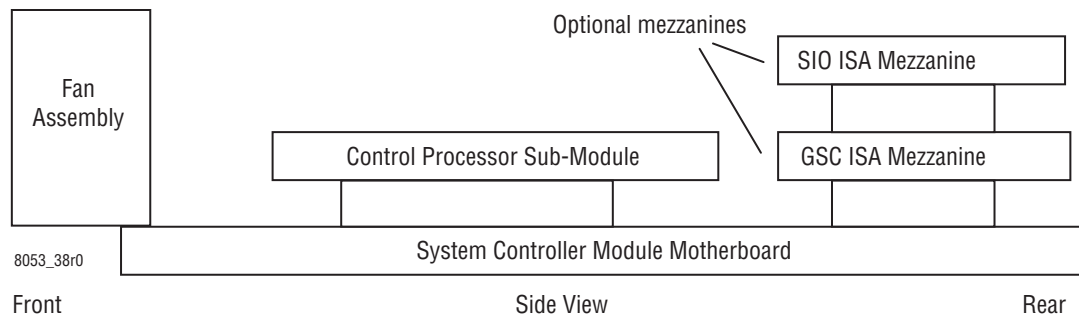 Optional mezzanines
SIO ISA Mezzanine
Fan
Assembly
Control Processor Sub-Module
GSC ISA Mezzanine
System Controller Module Motherboard
8053_38r0
Front
Side View
Rear